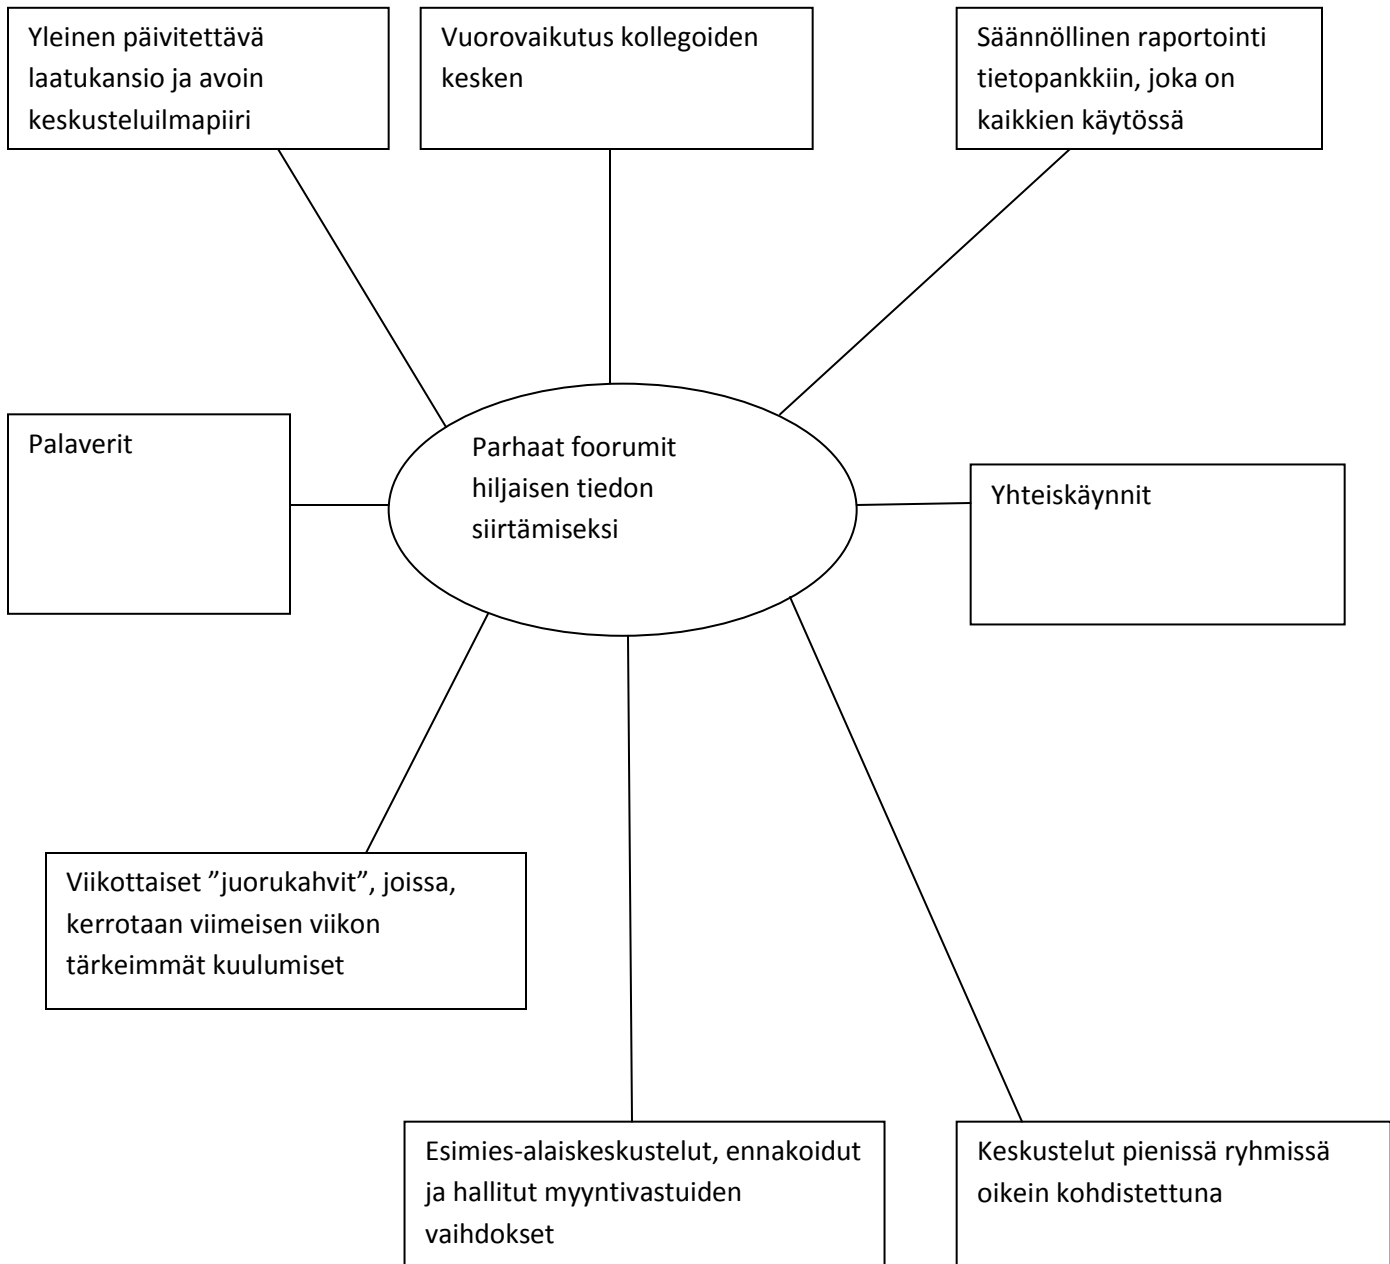 Yleinen päivitettävä
laatukansio ja avoin
keskusteluilmapiiri
Vuorovaikutus kollegoiden
kesken
Säännöllinen raportointi
tietopankkiin, joka on
kaikkien käytössä
Palaverit
Parhaat foorumit
hiljaisen tiedon
siirtämiseksi
Yhteiskäynnit
Viikottaiset ”juorukahvit”, joissa,
kerrotaan viimeisen viikon
tärkeimmät kuulumiset
Esimies-alaiskeskustelut, ennakoidut
ja hallitut myyntivastuiden
vaihdokset
Keskustelut pienissä ryhmissä
oikein kohdistettuna